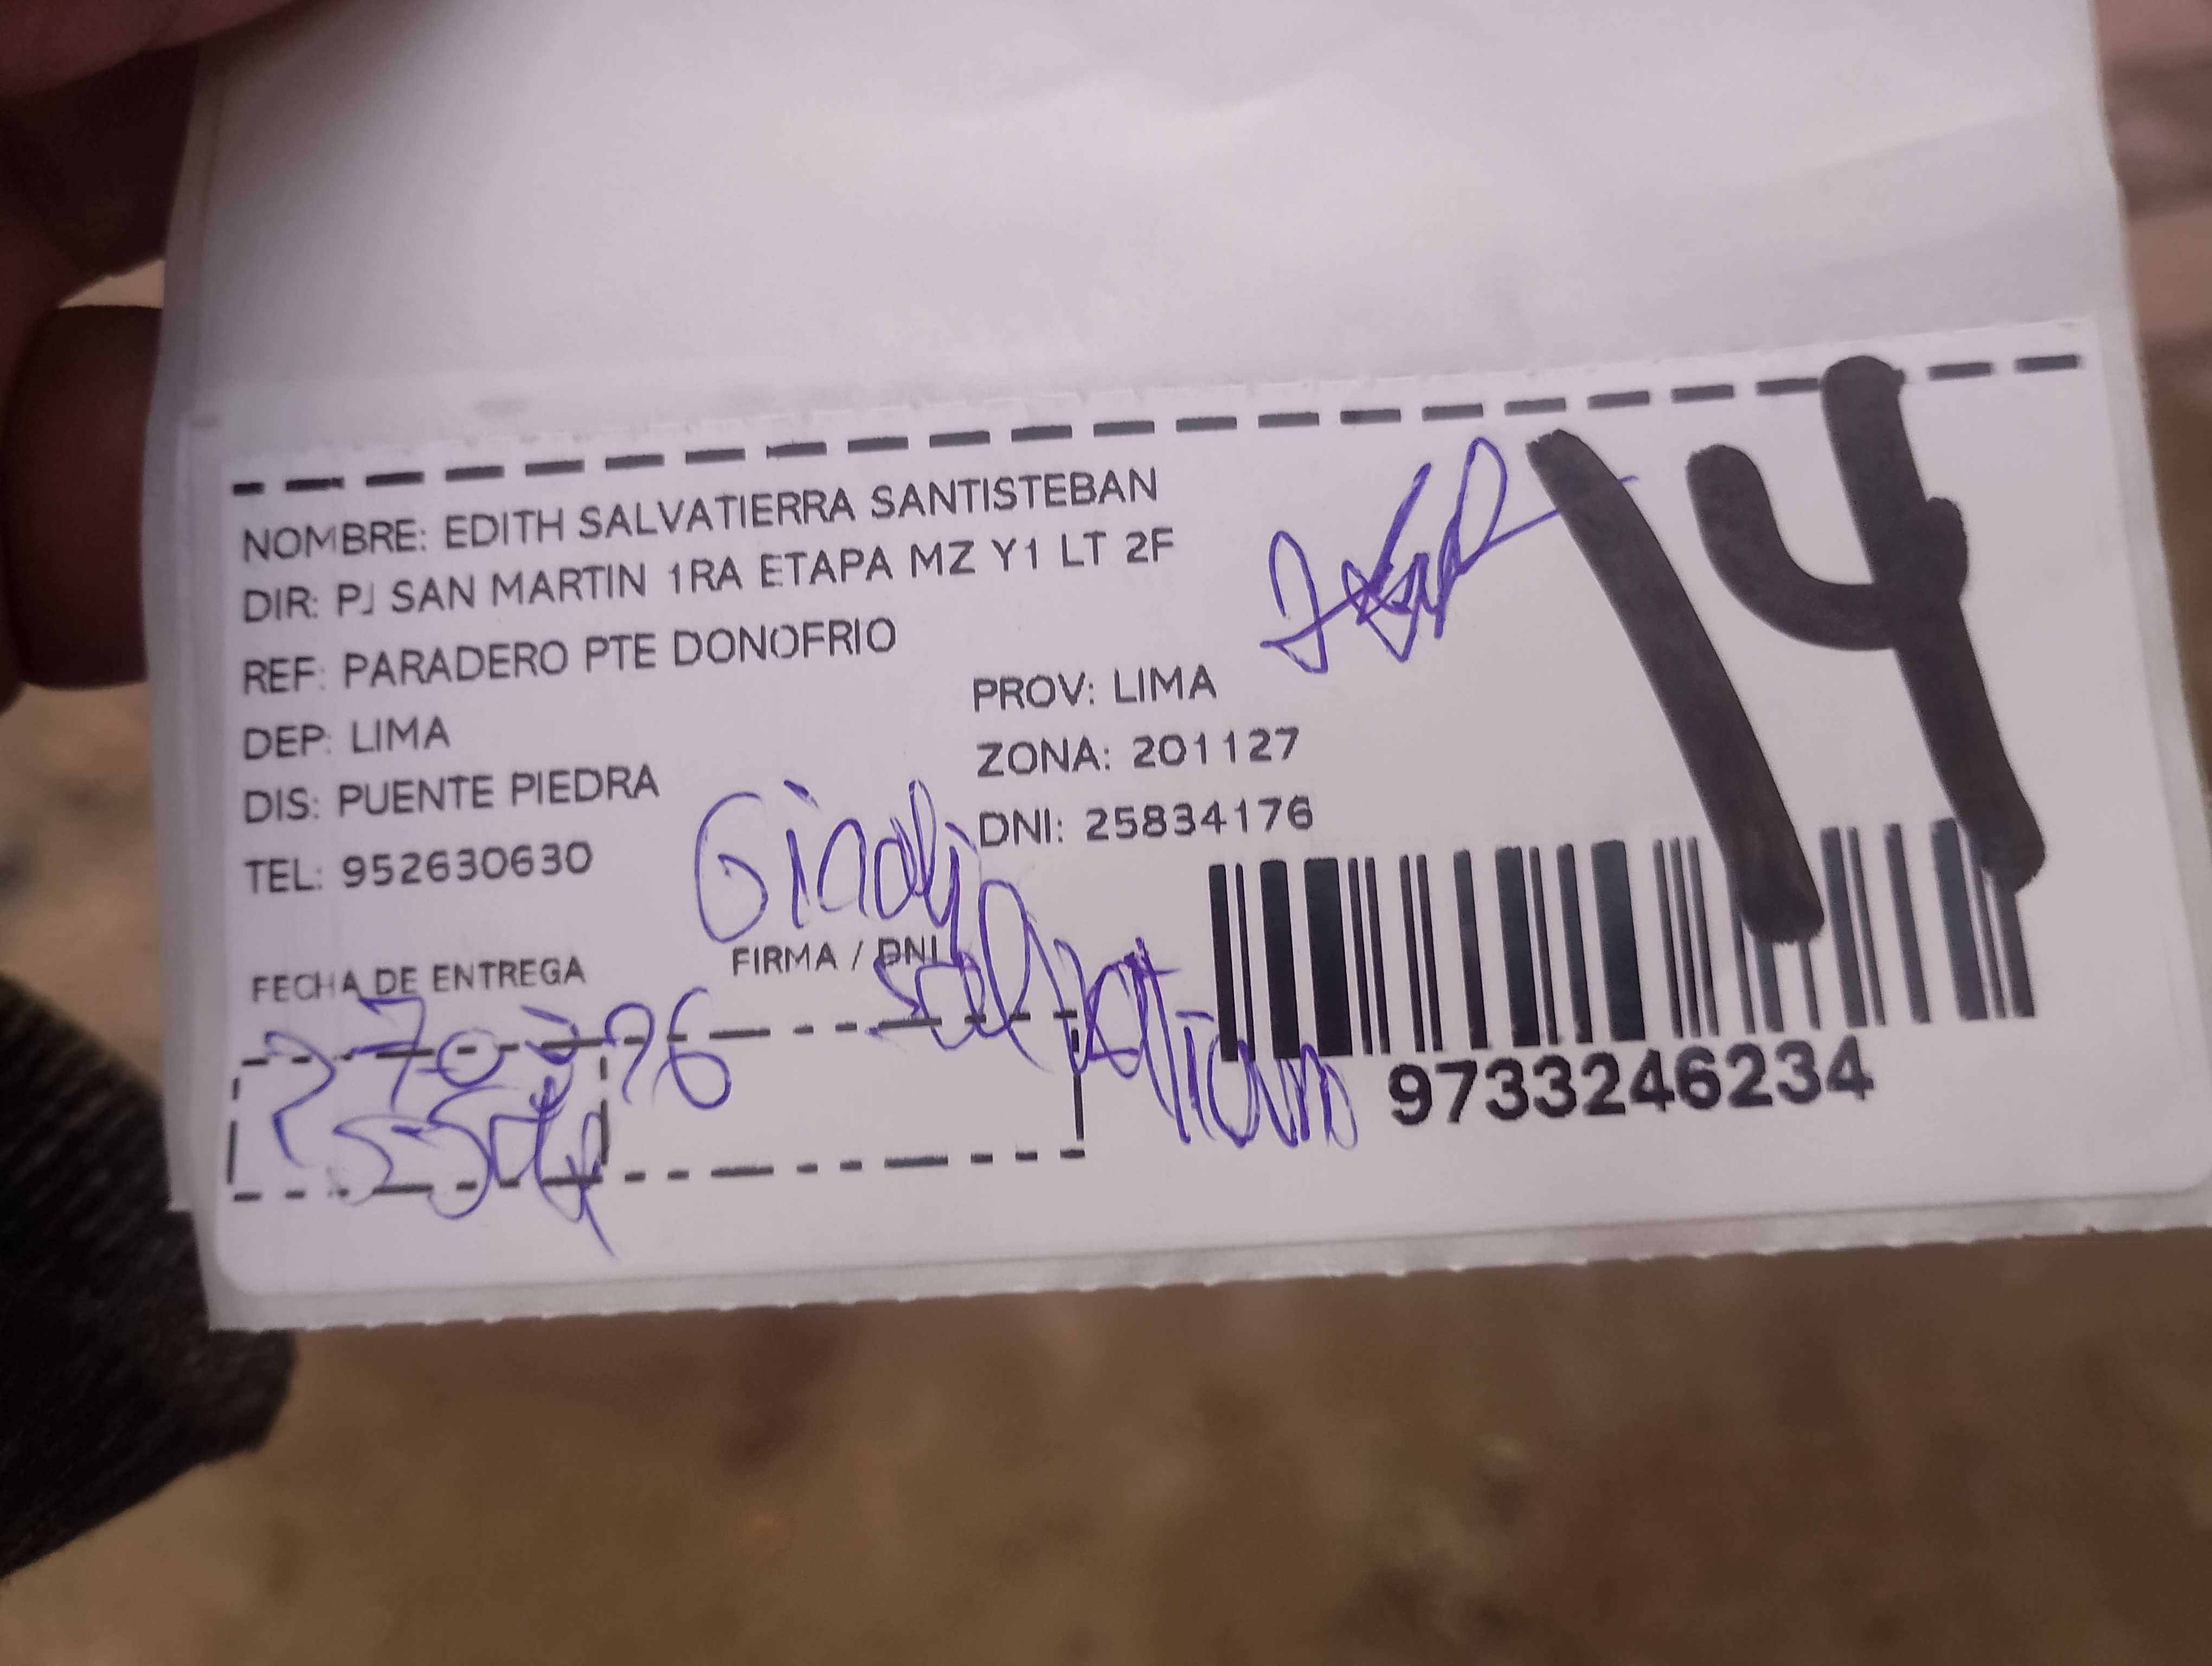 NOMBRE: EDITH SALVATIERRA SANTISTEBAN
DIR: PJ SAN MARTIN 1RA ETAPA MZ Y1 LT 2F
REF: PARADERO PTE DONOFRIO
DEP: LIMA
PROV: LIMA
DIS: PUENTE PIEDRA
ZONA: 201127
TEL: 952630630
DNI: 25834176
14
FECHA DE ENTREGA
FIRMA / DNI
9733246234